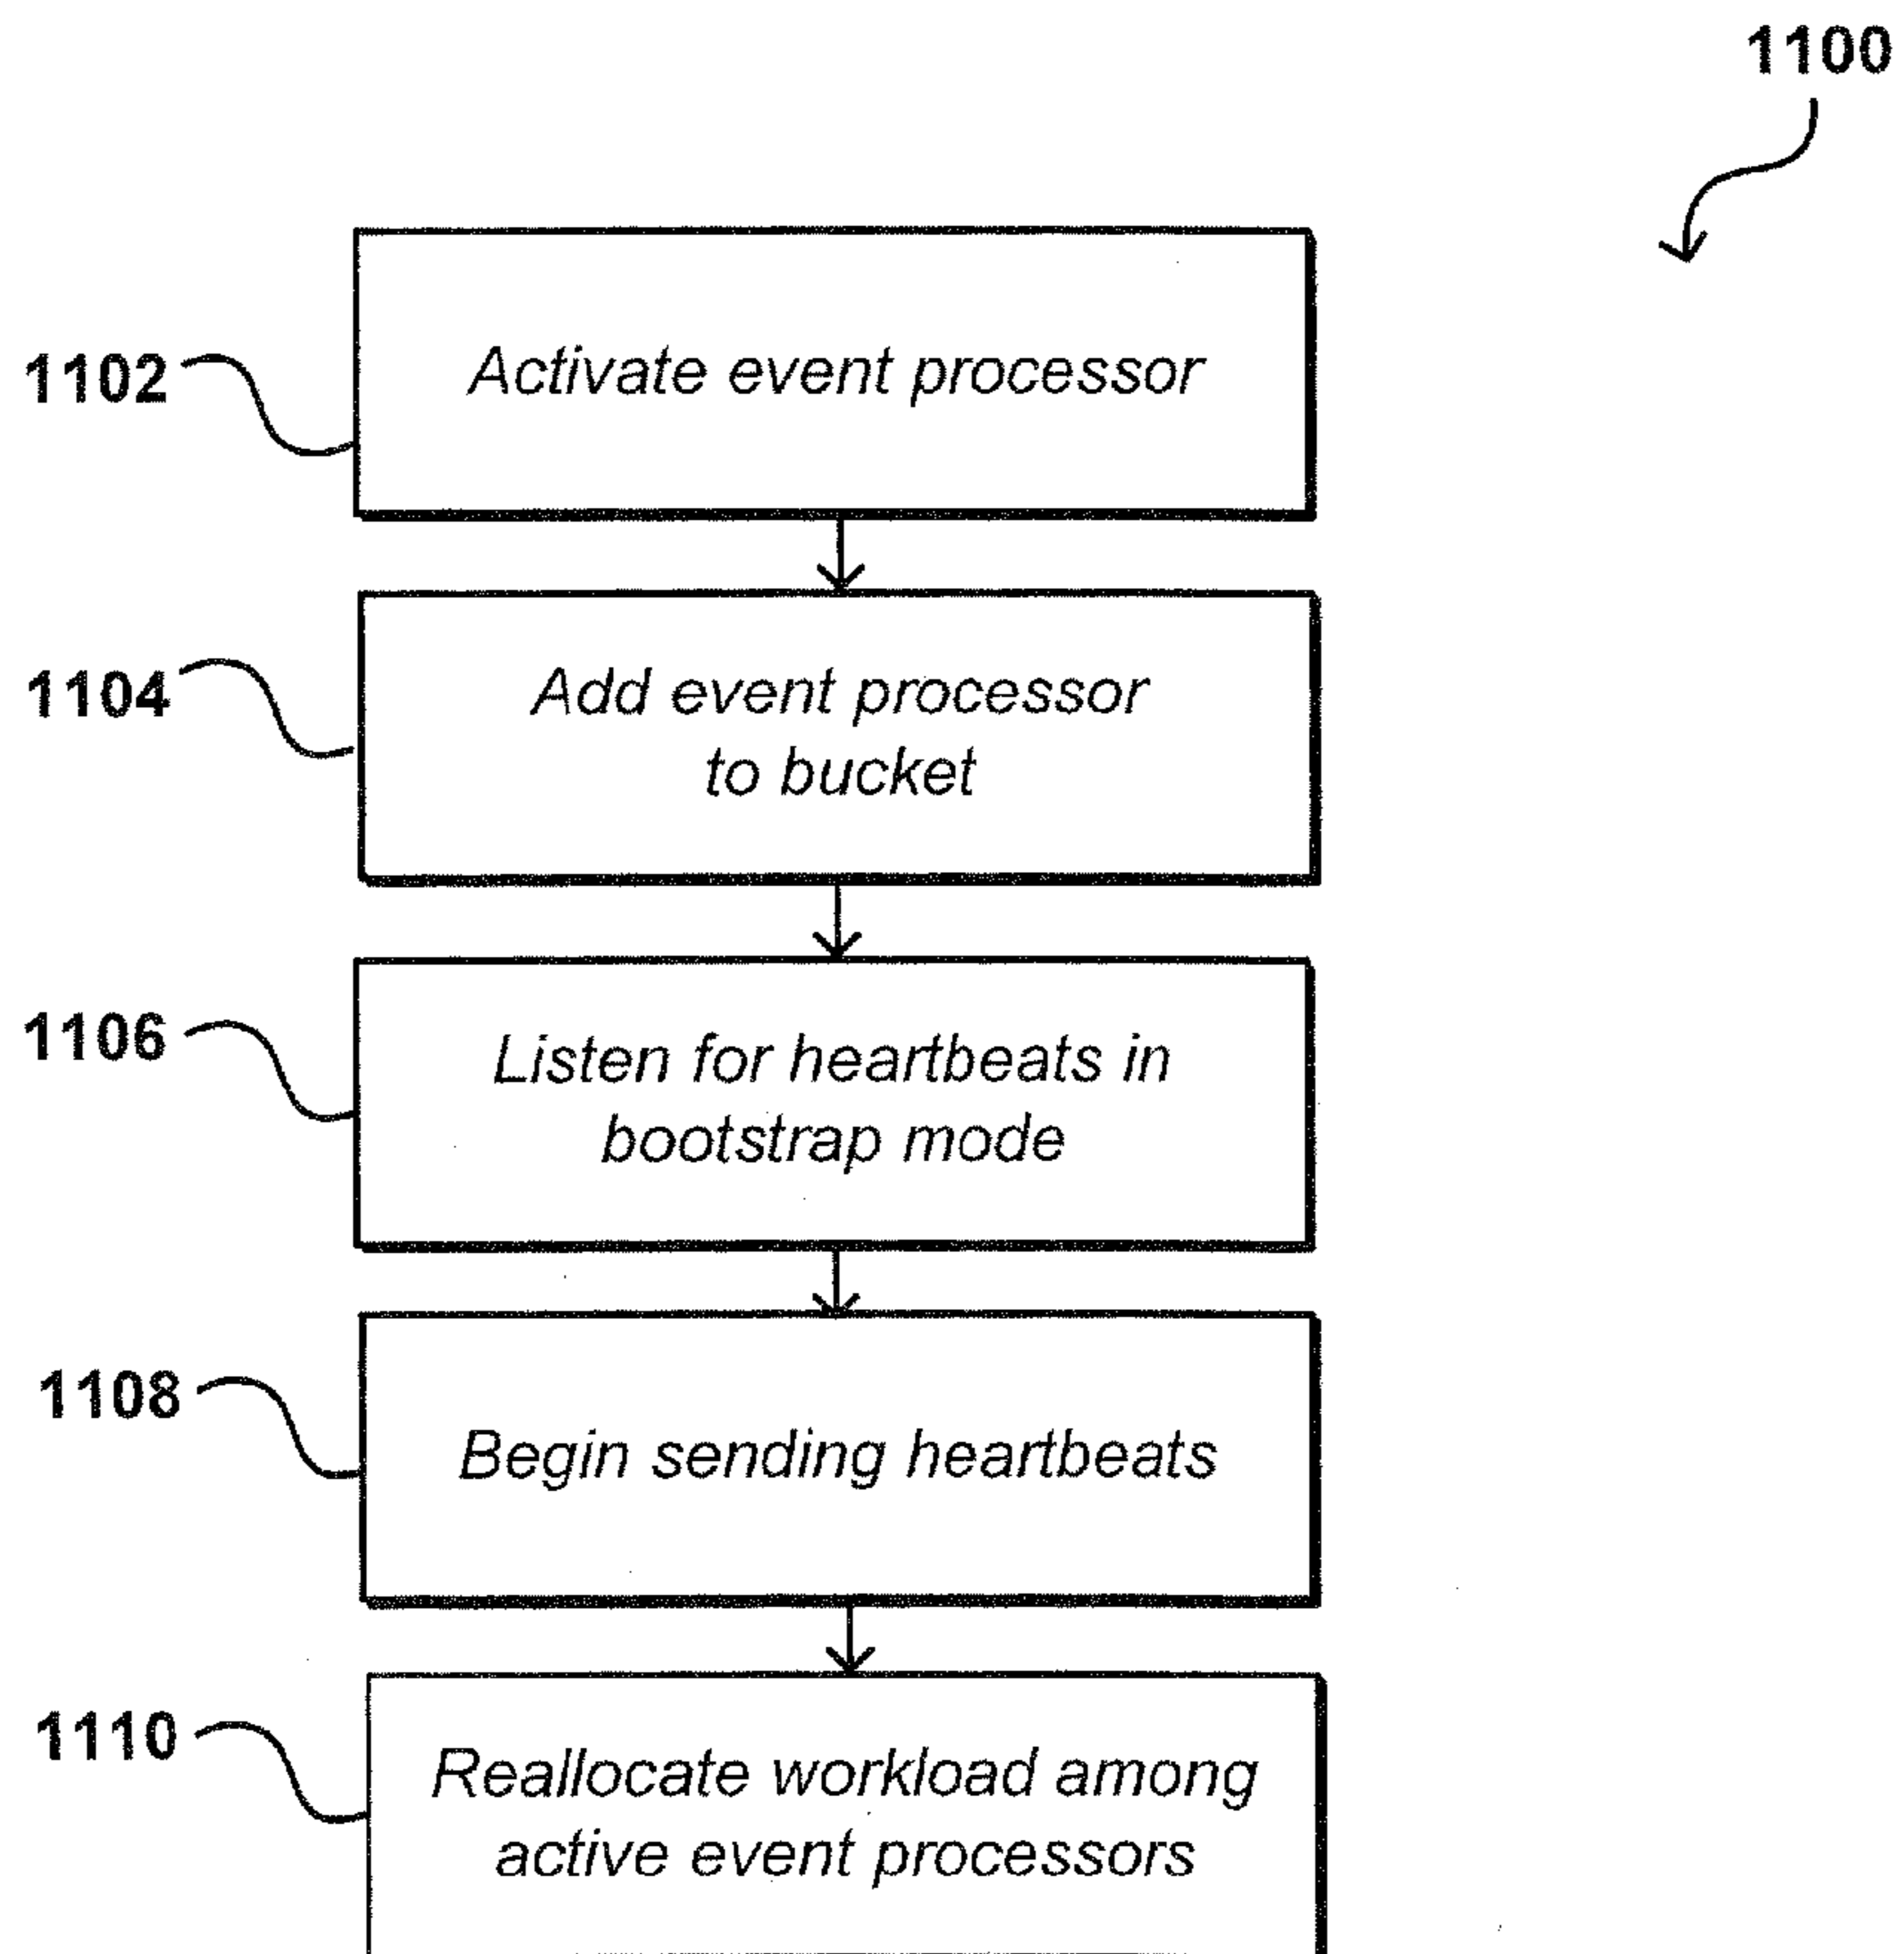 1100
1102
Activate event processor
1104
Add event processor
to bucket
1106
Listen for heartbeats in
bootstrap mode
1108
Begin sending heartbeats
1110
Reallocate workload among
active event processors